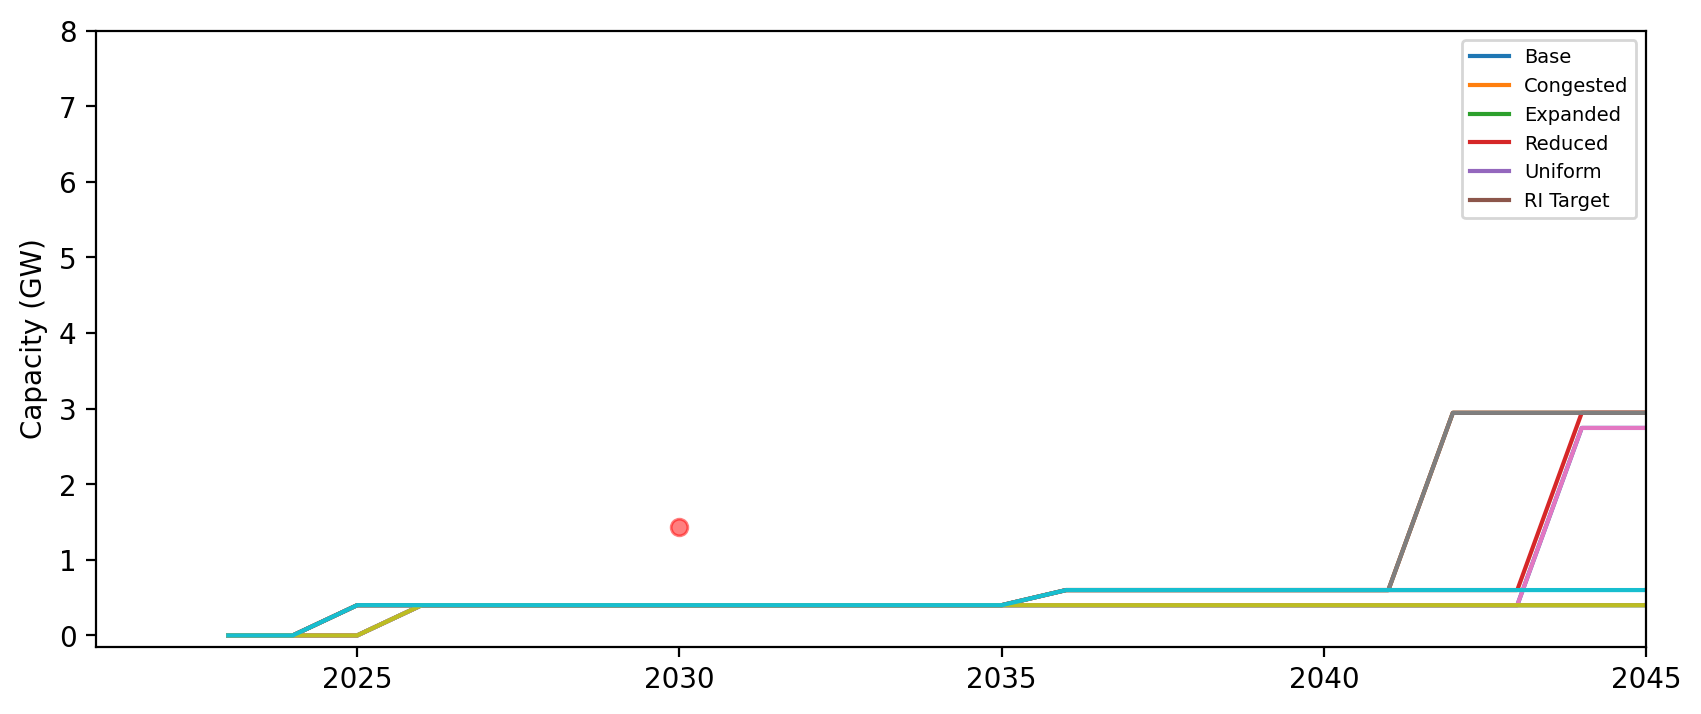 8
7
6
5
4
3
2
1
0
Capacity (GW)
Base
Congested
Expanded
Reduced
Uniform
RI Target
2025
2030
2035
2040
2045